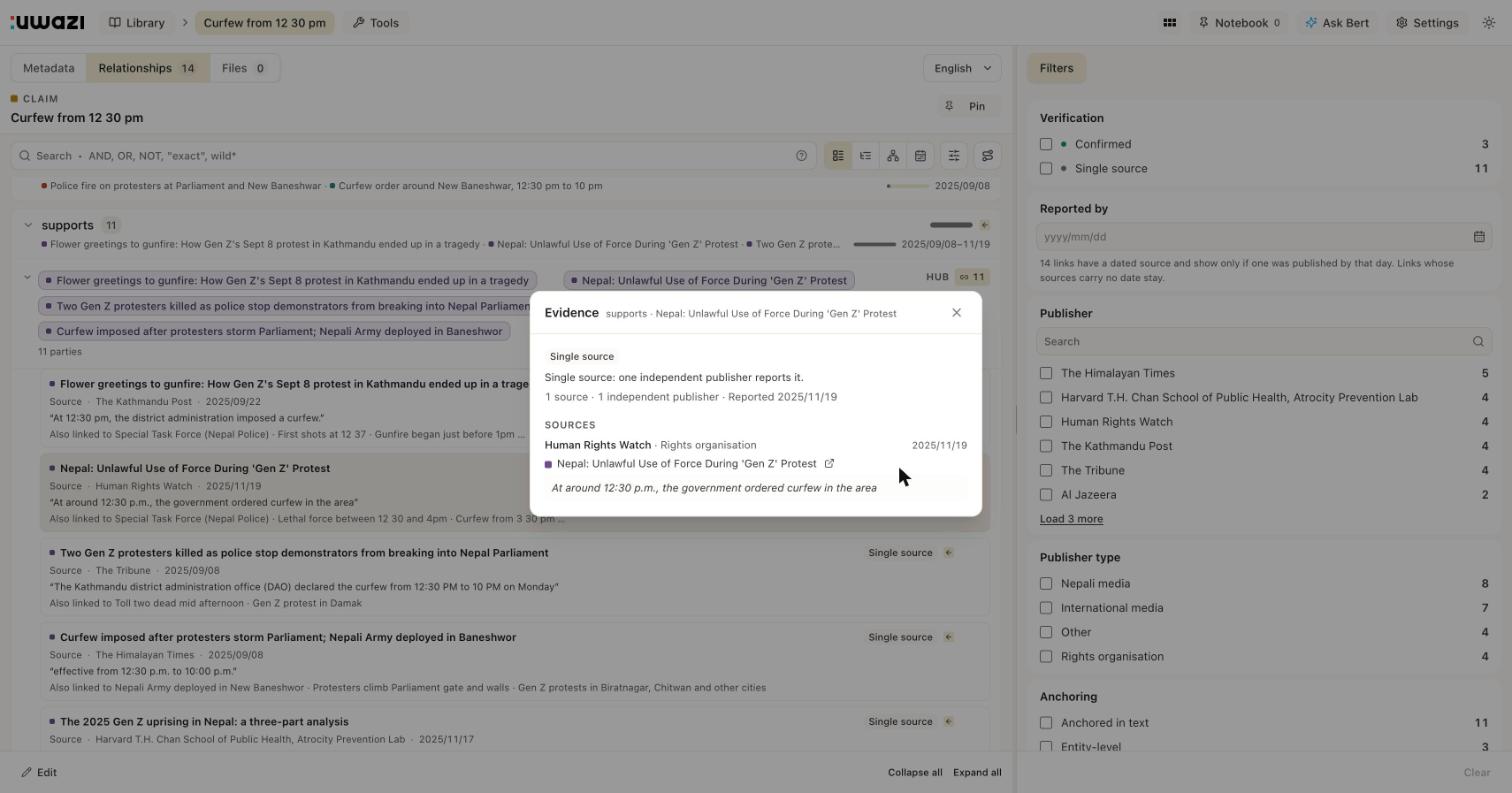 :uwazi
Library
Curfew from 12 30 pm
Tools
Notebook 0
Ask Bert
Settings
Metadata
Relationships 14
Files 0
English
CLAIM
Curfew from 12 30 pm
Pin
Search · AND, OR, NOT, "exact", wild*
Police fire on protesters at Parliament and New Baneshwar · Curfew order around New Baneshwar, 12:30 pm to 10 pm
2025/09/08
supports 11
Flower greetings to gunfire: How Gen Z's Sept 8 protest in Kathmandu ended up in a tragedy · Nepal: Unlawful Use of Force During 'Gen Z' Protest · Two Gen Z prote...
2025/09/08–11/19
Flower greetings to gunfire: How Gen Z's Sept 8 protest in Kathmandu ended up in a tragedy
Nepal: Unlawful Use of Force During 'Gen Z' Protest
HUB 11
Two Gen Z protesters killed as police stop demonstrators from breaking into Nepal Parliamen
Curfew imposed after protesters storm Parliament; Nepali Army deployed in Baneshwor
11 parties
Flower greetings to gunfire: How Gen Z's Sept 8 protest in Kathmandu ended up in a trage
Source · The Kathmandu Post · 2025/09/22
“At 12:30 pm, the district administration imposed a curfew.”
Also linked to Special Task Force (Nepal Police) · First shots at 12 37 · Gunfire began just before 1pm ...
Nepal: Unlawful Use of Force During 'Gen Z' Protest
Source · Human Rights Watch · 2025/11/19
“At around 12:30 p.m., the government ordered curfew in the area”
Also linked to Special Task Force (Nepal Police) · Lethal force between 12 30 and 4pm · Curfew from 3 30 pm ...
Two Gen Z protesters killed as police stop demonstrators from breaking into Nepal Parliament
Single source
Source · The Tribune · 2025/09/08
“The Kathmandu district administration office (DAO) declared the curfew from 12:30 PM to 10 PM on Monday”
Also linked to Toll two dead mid afternoon · Gen Z protest in Damak
Curfew imposed after protesters storm Parliament; Nepali Army deployed in Baneshwor
Single source
Source · The Himalayan Times · 2025/09/08
“effective from 12:30 p.m. to 10:00 p.m.”
Also linked to Nepali Army deployed in New Baneshwor · Protesters climb Parliament gate and walls · Gen Z protests in Biratnagar, Chitwan and other cities
The 2025 Gen Z uprising in Nepal: a three-part analysis
Single source
Source · Harvard T.H. Chan School of Public Health, Atrocity Prevention Lab · 2025/11/17
Edit
Collapse all
Expand all
Evidence supports · Nepal: Unlawful Use of Force During 'Gen Z' Protest
Single source
Single source: one independent publisher reports it.
1 source · 1 independent publisher · Reported 2025/11/19
SOURCES
Human Rights Watch · Rights organisation
2025/11/19
Nepal: Unlawful Use of Force During 'Gen Z' Protest
At around 12:30 p.m., the government ordered curfew in the area
Filters
Verification
Confirmed 3
Single source 11
Reported by
yyyy/mm/dd
14 links have a dated source and show only if one was published by that day. Links whose
sources carry no date stay.
Publisher
Search
The Himalayan Times 5
Harvard T.H. Chan School of Public Health, Atrocity Prevention Lab 4
Human Rights Watch 4
The Kathmandu Post 4
The Tribune 4
Al Jazeera 2
Load 3 more
Publisher type
Nepali media 8
International media 7
Other 4
Rights organisation 4
Anchoring
Anchored in text 11
Entity-level 3
Clear